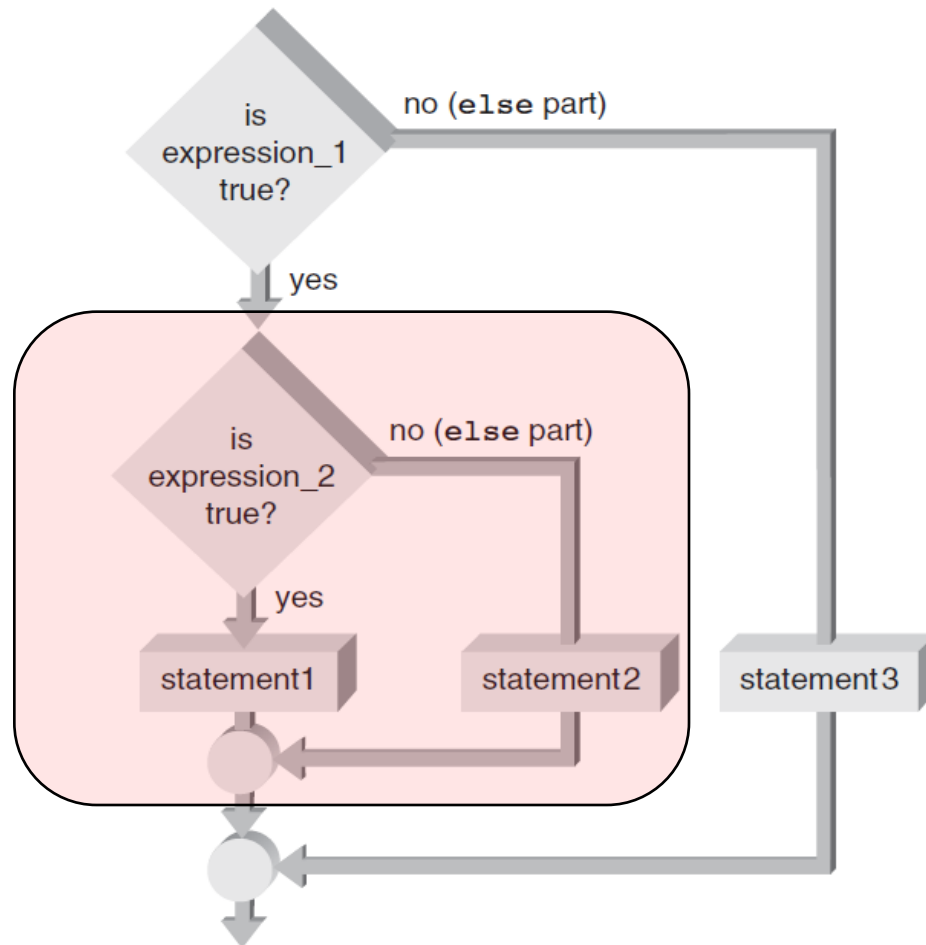 is
expression_1
true?
no (else part)
yes
is
expression_2
true?
no (else part)
yes
statement1
statement2
statement3